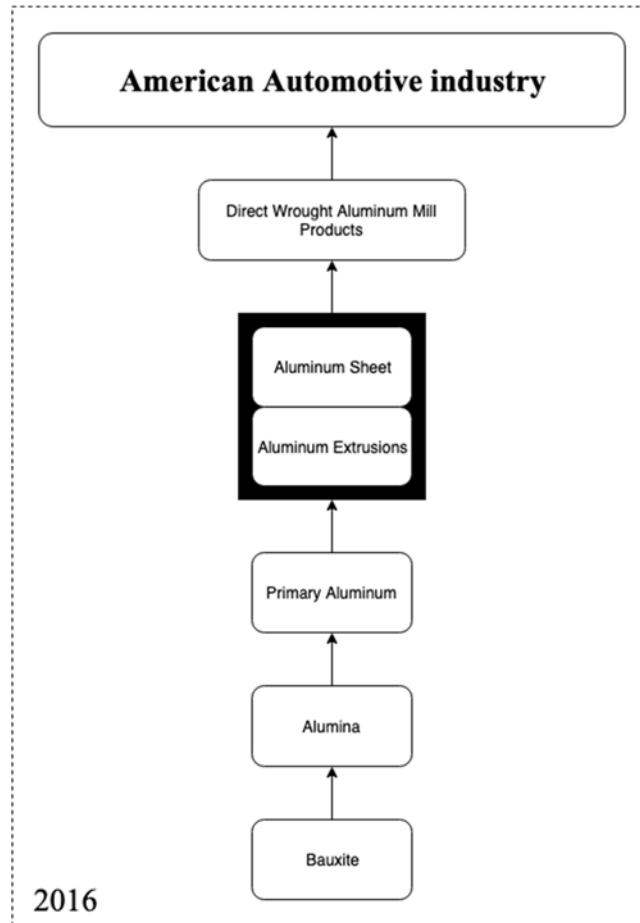 American Automotive industry
Direct Wrought Aluminum Mill
Products
Aluminum Sheet
Aluminum Extrusions
Primary Aluminum
Alumina
Bauxite
2016